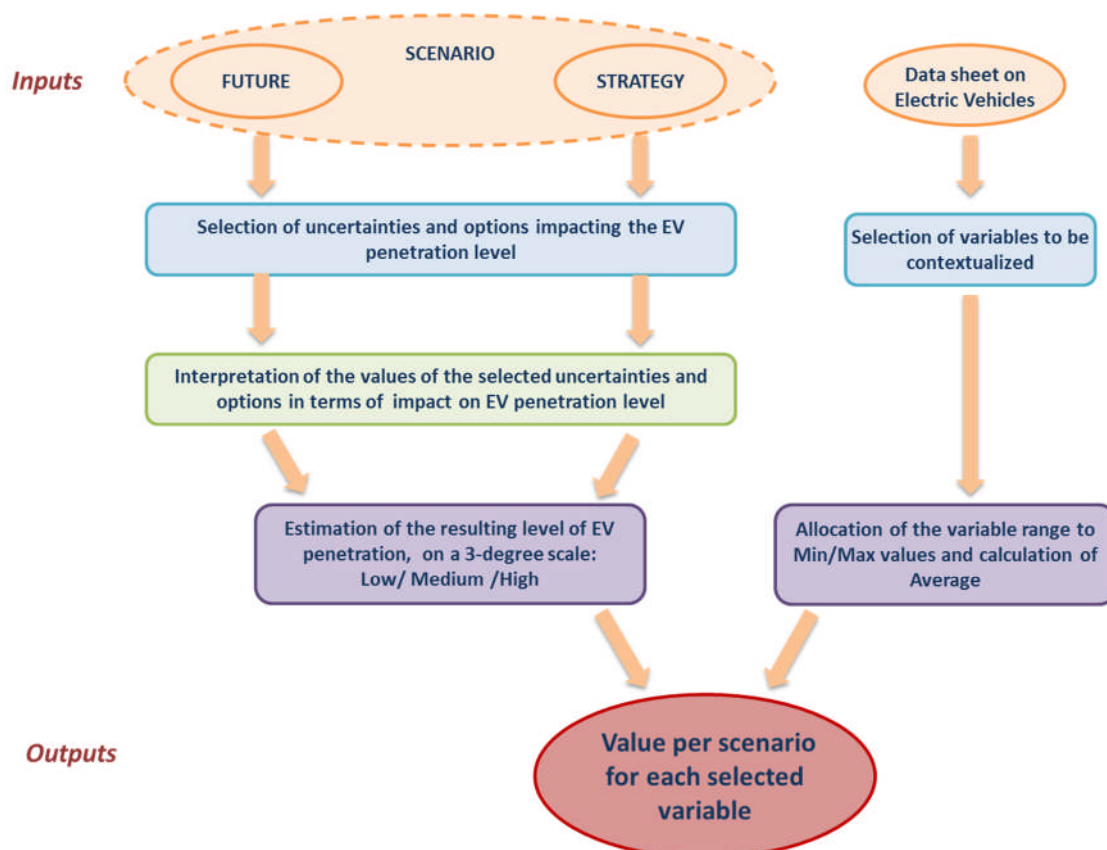 Inputs
SCENARIO
FUTURE
STRATEGY
Data sheet on
Electric Vehicles
Selection of uncertainties and options impacting the EV
penetration level
Selection of variables to be
contextualized
Interpretation of the values of the selected uncertainties and
options in terms of impact on EV penetration level
Estimation of the resulting level of EV
penetration, on a 3-degree scale:
Low/ Medium /High
Allocation of the variable range to
Min/Max values and calculation of
Average
Outputs
Value per scenario
for each selected
variable